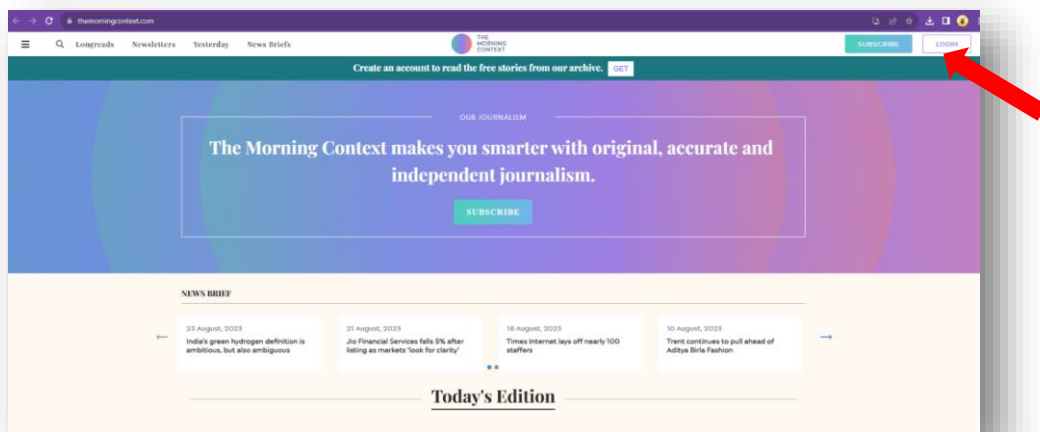 themorningcontext.com
Longreads Newsletters Yesterday News Briefs
THE
MORNING
CONTEXT
SUBSCRIBE LOGIN
Create an account to read the free stories from our archive. GET
OUR JOURNALISM
The Morning Context makes you smarter with original, accurate and
independent journalism.
SUBSCRIBE
NEWS BRIEF
23 August, 2023
India's green hydrogen definition is
ambitious, but also ambiguous
21 August, 2023
Jio Financial Services falls 5% after
listing as markets 'look for clarity'
18 August, 2023
Times Internet lays off nearly 100
staffers
10 August, 2023
Trent continues to pull ahead of
Aditya Birla Fashion
Today's Edition